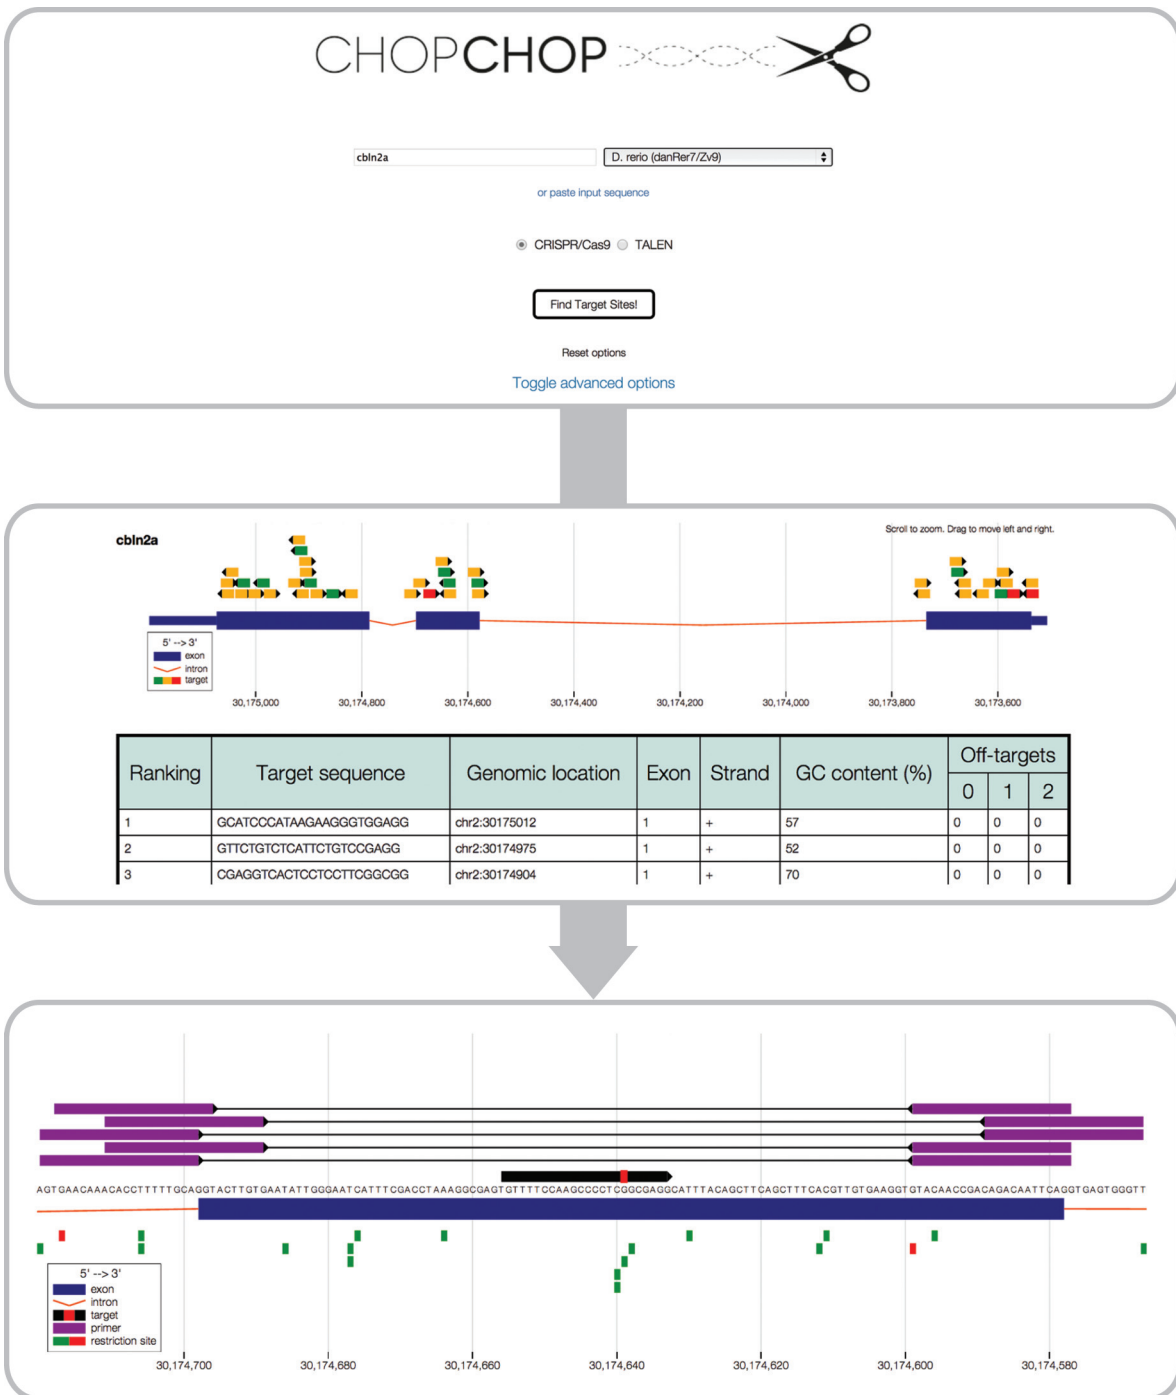 CHOPCHOP
cbln2a D. rerio (danRer7/Zv9)
or paste input sequence
CRISPR/Cas9 TALEN
Find Target Sites!
Reset options
Toggle advanced options
cbln2a
Scroll to zoom. Drag to move left and right.
5' --> 3'
exon
intron
target
30,175,000 30,174,800 30,174,600 30,174,400 30,174,200 30,174,000 30,173,800 30,173,600
Ranking Target sequence Genomic location Exon Strand GC content (%) Off-targets
0 1 2
1 GCATCCCATAAGAAGGGTGGAGG chr2:30175012 1 + 57 0 0 0
2 GTTCTGTCTCATTCTGTCCGAGG chr2:30174975 1 + 52 0 0 0
3 CGAGGTCACTCCTCCTTCGGCGG chr2:30174904 1 + 70 0 0 0
AGTGAACAAACACCTTTTTGCAGGTACTTGTGAATATTGGGAATCATTTCGACCTAAAGGCGAGTGTTTTCCAAGCCCCTCGGCGAGGCATTTACAGCTTCAGCTTTCACGTTGTGAAGGTGTACAACCGACAGACAATTCAGGTGAGTGGGTT
5' --> 3'
exon
intron
target
primer
restriction site
30,174,700 30,174,680 30,174,660 30,174,640 30,174,620 30,174,600 30,174,580